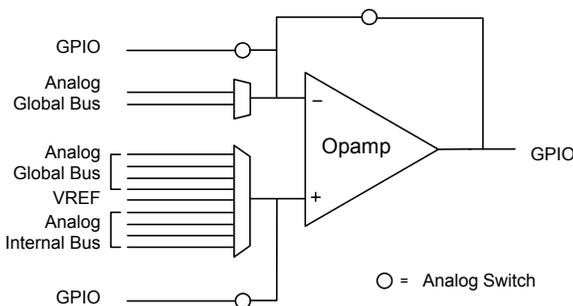 GPIO
Analog
Global Bus
−
Opamp
GPIO
Analog
Global Bus
VREF
+
Analog
Internal Bus
GPIO
= Analog Switch